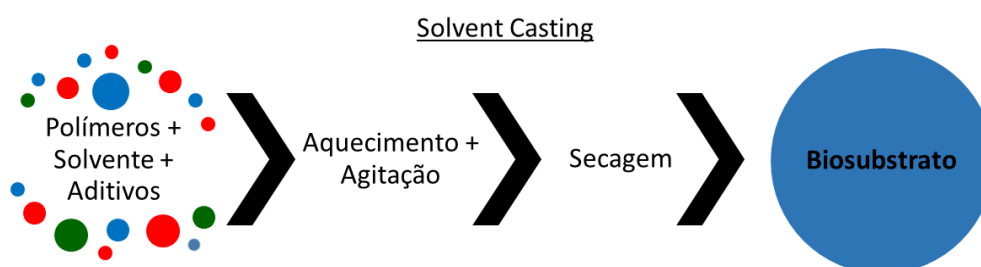 Solvent Casting
Polímeros +
Solvente +
Aditivos
Aquecimento +
Agitação
Secagem
Biosubstrato